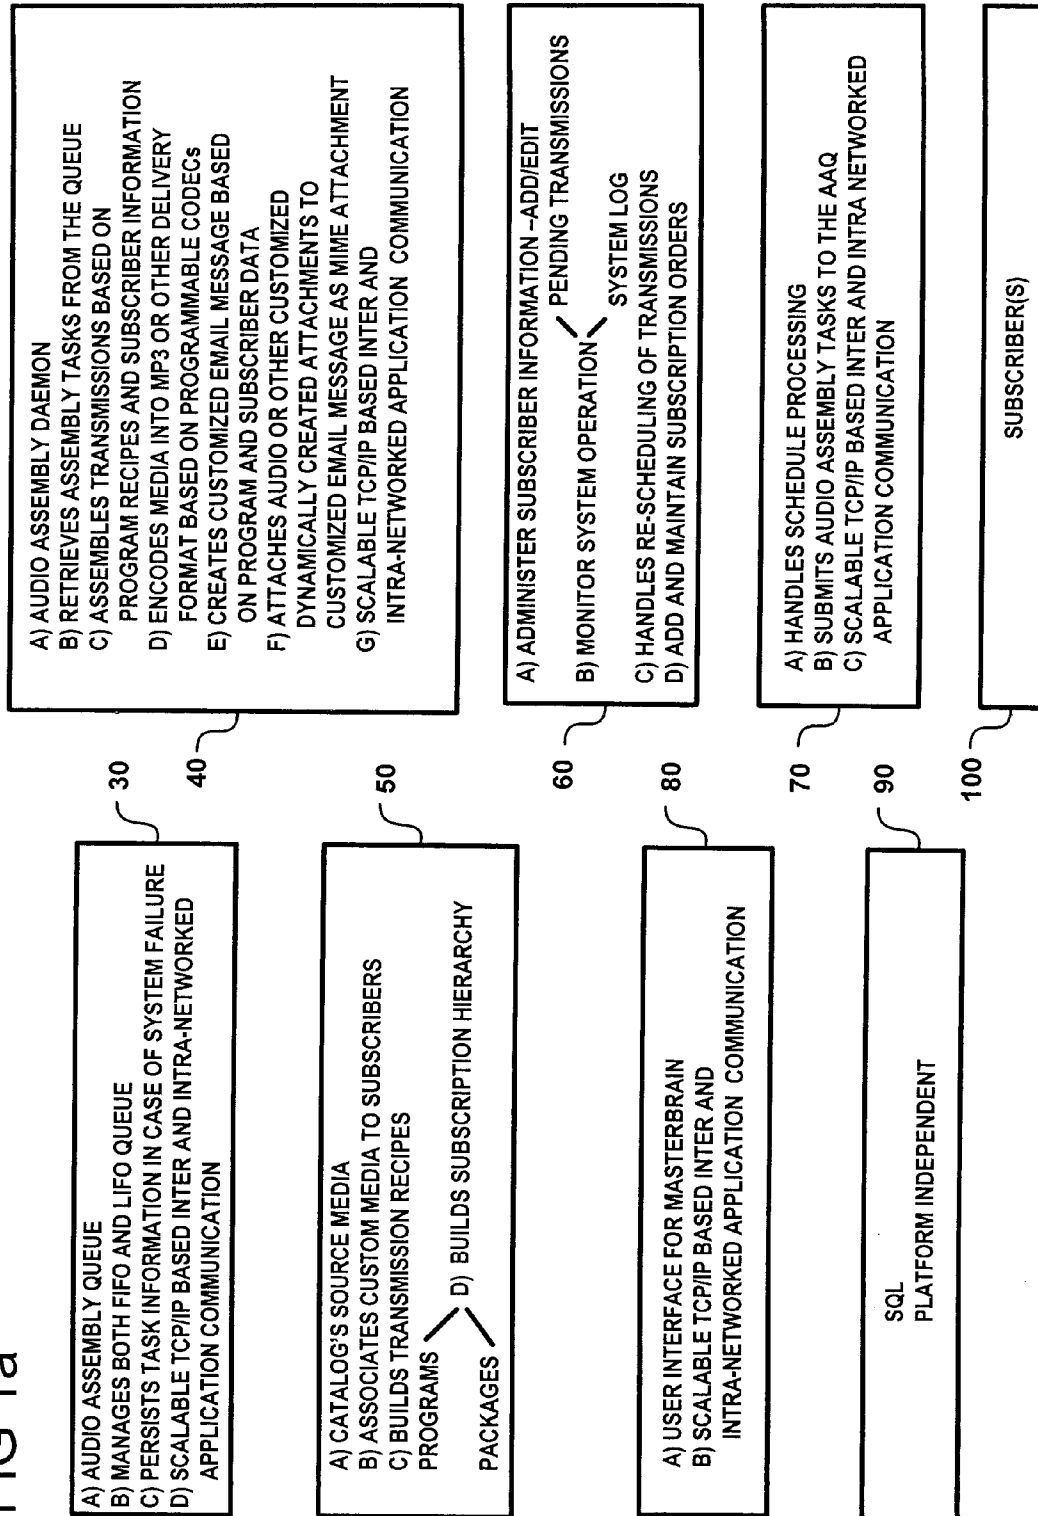 FIG 1a
A) AUDIO ASSEMBLY QUEUE
B) MANAGES BOTH FIFO AND LIFO QUEUE
C) PERSISTS TASK INFORMATION IN CASE OF SYSTEM FAILURE
D) SCALABLE TCP/IP BASED INTER AND INTRA-NETWORKED
APPLICATION COMMUNICATION
30
A) AUDIO ASSEMBLY DAEMON
B) RETRIEVES ASSEMBLY TASKS FROM THE QUEUE
C) ASSEMBLES TRANSMISSIONS BASED ON
PROGRAM RECIPES AND SUBSCRIBER INFORMATION
D) ENCODES MEDIA INTO MP3 OR OTHER DELIVERY
FORMAT BASED ON PROGRAMMABLE CODECs
E) CREATES CUSTOMIZED EMAIL MESSAGE BASED
ON PROGRAM AND SUBSCRIBER DATA
F) ATTACHES AUDIO OR OTHER CUSTOMIZED
DYNAMICALLY CREATED ATTACHMENTS TO
CUSTOMIZED EMAIL MESSAGE AS MIME ATTACHMENT
G) SCALABLE TCP/IP BASED INTER AND
INTRA-NETWORKED APPLICATION COMMUNICATION
40
A) CATALOG'S SOURCE MEDIA
B) ASSOCIATES CUSTOM MEDIA TO SUBSCRIBERS
C) BUILDS TRANSMISSION RECIPES
PROGRAMS
D) BUILDS SUBSCRIPTION HIERARCHY
PACKAGES
50
A) ADMINISTER SUBSCRIBER INFORMATION –ADD/EDIT
PENDING TRANSMISSIONS
B) MONITOR SYSTEM OPERATION
SYSTEM LOG
C) HANDLES RE-SCHEDULING OF TRANSMISSIONS
D) ADD AND MAINTAIN SUBSCRIPTION ORDERS
60
A) USER INTERFACE FOR MASTERBRAIN
B) SCALABLE TCP/IP BASED INTER AND
INTRA-NETWORKED APPLICATION COMMUNICATION
80
A) HANDLES SCHEDULE PROCESSING
B) SUBMITS AUDIO ASSEMBLY TASKS TO THE AAQ
C) SCALABLE TCP/IP BASED INTER AND INTRA NETWORKED
APPLICATION COMMUNICATION
70
SQL
PLATFORM INDEPENDENT
90
SUBSCRIBER(S)
100